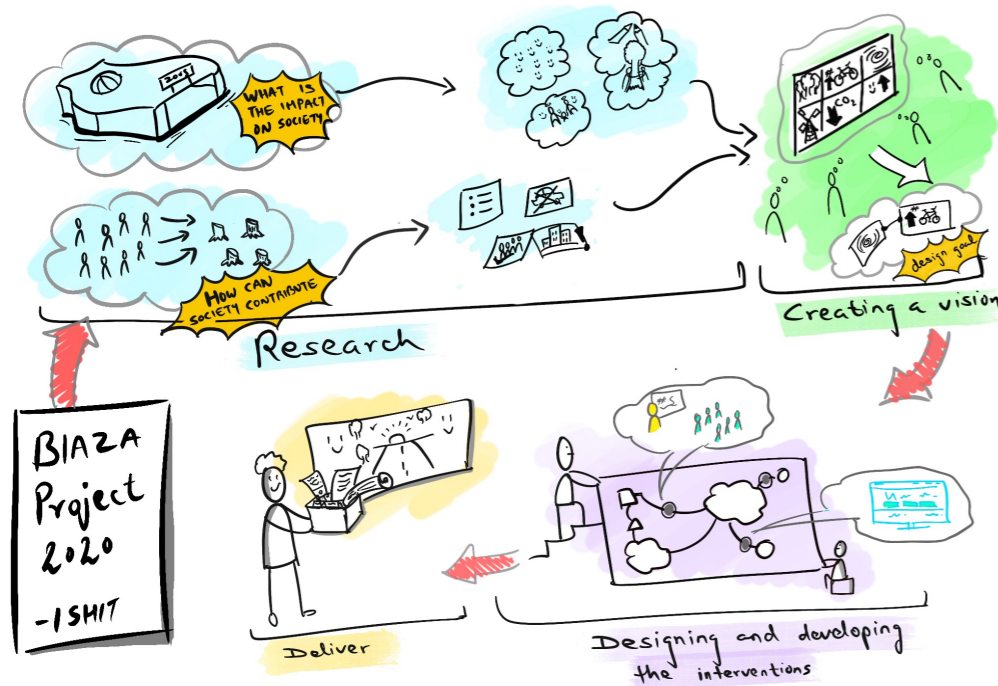 ZOOS
WHAT IS
THE IMPACT
ON SOCIETY
CO₂
HOW CAN
SOCIETY CONTRIBUTE
design goal
Research
Creating a vision
BIAZA
Project
2020
-ISHIT
Deliver
Designing and developing
the interventions